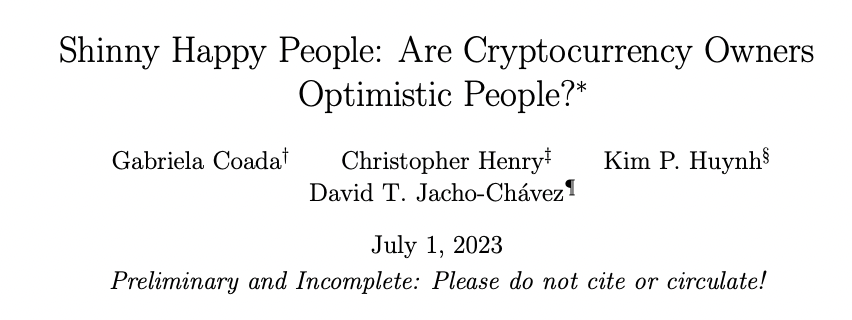 Shinny Happy People: Are Cryptocurrency Owners
Optimistic People?*
Gabriela Coada† Christopher Henry‡ Kim P. Huynh§
David T. Jacho-Chávez¶
July 1, 2023
Preliminary and Incomplete: Please do not cite or circulate!